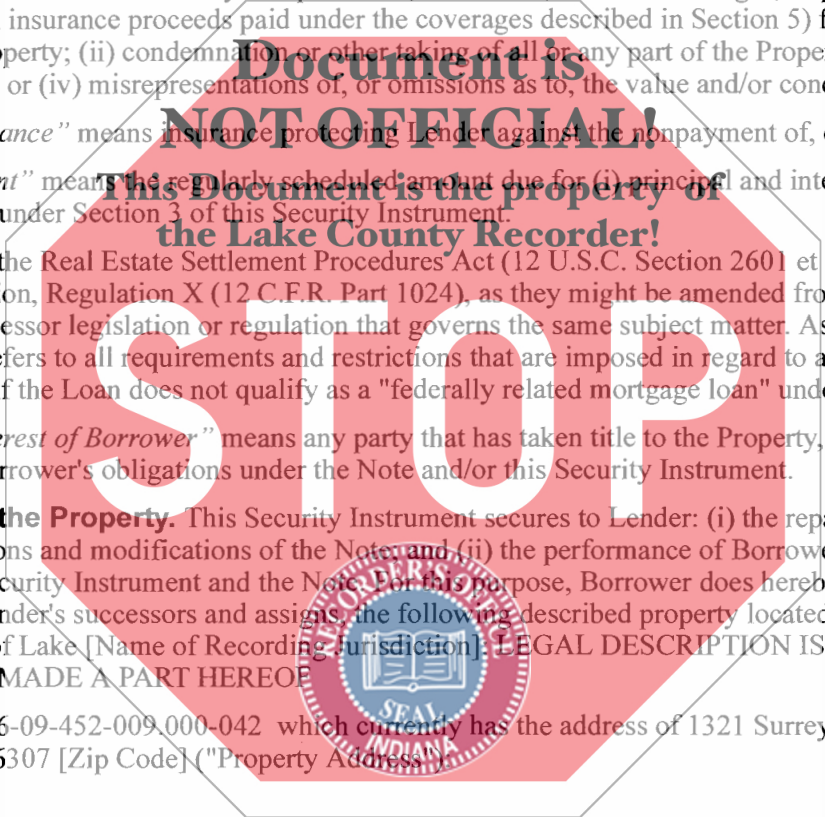 insurance proceeds paid under the coverages described in Section 5) f
perty; (ii) condemnation or other taking of all or any part of the Prope
or (iv) misrepresentations of, or omissions as to, the value and/or con
ance” means insurance protecting Lender against the nonpayment of,
nt” means the regularly scheduled amount due for (i) principal and inte
under Section 3 of this Security Instrument.
Document is
NOT OFFICIAL!
This Document is the property of
the Lake County Recorder!
the Real Estate Settlement Procedures Act (12 U.S.C. Section 2601 et
on, Regulation X (12 C.F.R. Part 1024), as they might be amended fro
essor legislation or regulation that governs the same subject matter. As
efers to all requirements and restrictions that are imposed in regard to a
f the Loan does not qualify as a "federally related mortgage loan" und
STOP
rest of Borrower” means any party that has taken title to the Property,
rrower's obligations under the Note and/or this Security Instrument.
the Property. This Security Instrument secures to Lender: (i) the repa
ons and modifications of the Note; and (ii) the performance of Borrowe
curity Instrument and the Note. For this purpose, Borrower does hereb
nder's successors and assigns, the following described property located
of Lake [Name of Recording Jurisdiction]: LEGAL DESCRIPTION IS
MADE A PART HEREOF
RECORDER'S OFFICE
SEAL
INDIANA
6-09-452-009.000-042 which currently has the address of 1321 Surrey
6307 [Zip Code] ("Property Address"):